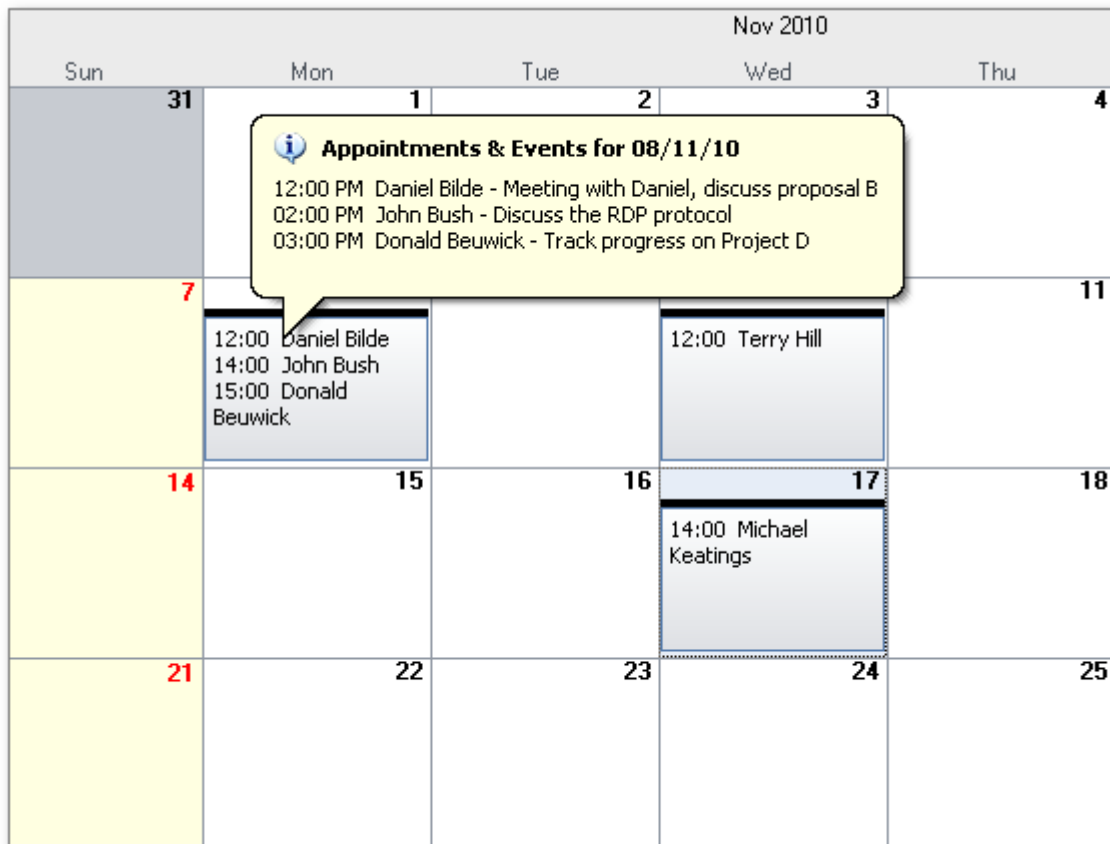 Nov 2010
Sun Mon Tue Wed Thu
31 1 2 3 4
Appointments & Events for 08/11/10
12:00 PM Daniel Bilde - Meeting with Daniel, discuss proposal B
02:00 PM John Bush - Discuss the RDP protocol
03:00 PM Donald Beuwick - Track progress on Project D
7 11
12:00 Daniel Bilde
14:00 John Bush
15:00 Donald
Beuwick
12:00 Terry Hill
14 15 16 17 18
14:00 Michael
Keatings
21 22 23 24 25